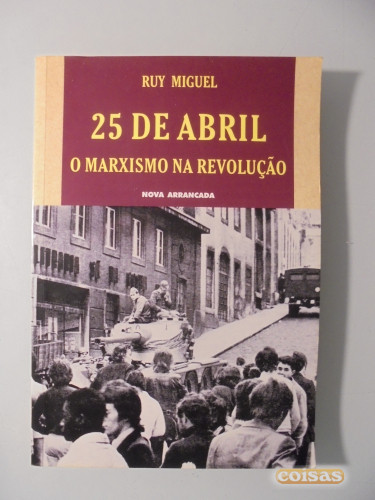 RUY MIGUEL
25 DE ABRIL
O MARXISMO NA REVOLUÇÃO
NOVA ARRANCADA
coisas